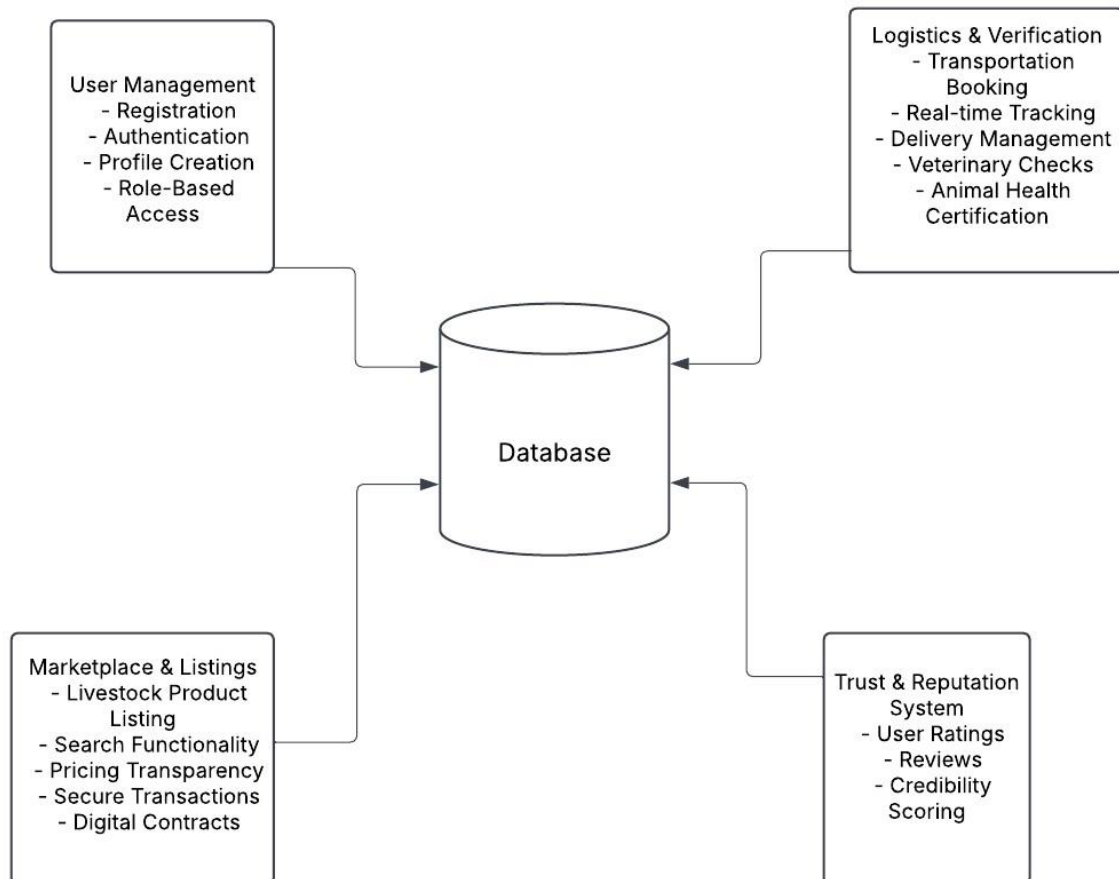 User Management
- Registration
- Authentication
- Profile Creation
- Role-Based
Access
Logistics & Verification
- Transportation
Booking
- Real-time Tracking
- Delivery Management
- Veterinary Checks
- Animal Health
Certification
Database
Marketplace & Listings
- Livestock Product
Listing
- Search Functionality
- Pricing Transparency
- Secure Transactions
- Digital Contracts
Trust & Reputation
System
- User Ratings
- Reviews
- Credibility
Scoring